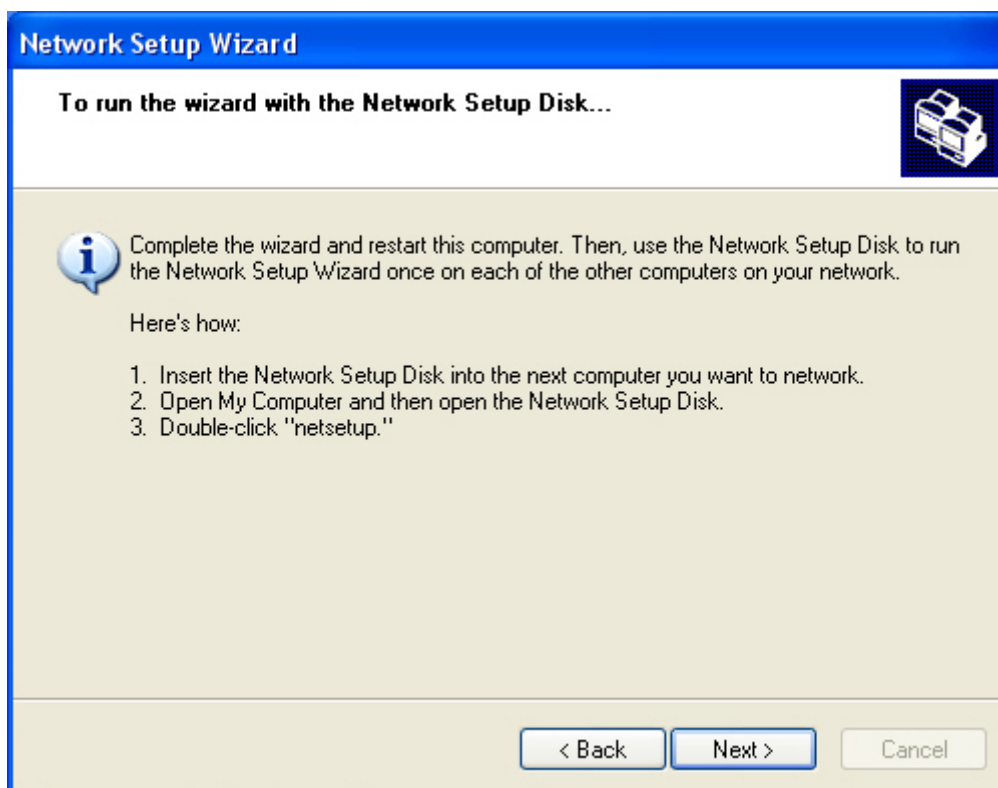 Network Setup Wizard
To run the wizard with the Network Setup Disk...
Complete the wizard and restart this computer. Then, use the Network Setup Disk to run
the Network Setup Wizard once on each of the other computers on your network.
Here's how:
1. Insert the Network Setup Disk into the next computer you want to network.
2. Open My Computer and then open the Network Setup Disk.
3. Double-click "netsetup."
< Back Next > Cancel